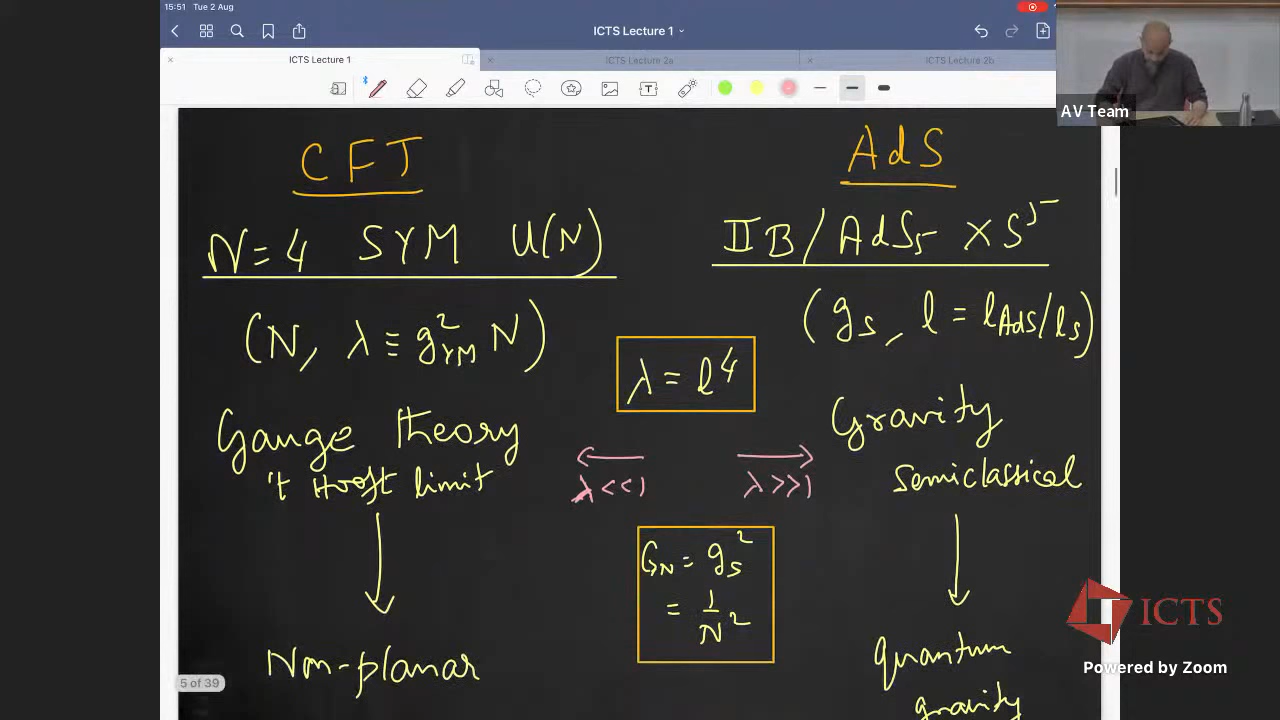 15:51 Tue 2 Aug
ICTS Lecture 1
ICTS Lecture 1
ICTS Lecture 2a
ICTS Lecture 2b
AV Team
CFT
AdS
N=4 SYM U(N)
IIB/AdS₅ × S⁵
(N, λ ≡ g²YM N)
(gs, l = lAdS/ls)
λ = l⁴
Gauge theory
't Hooft limit
Gravity
semiclassical
λ<<1
λ>>1
GN = gs²
= 1/N²
Non-planar
quantum
gravity
5 of 39
ICTS
Powered by Zoom